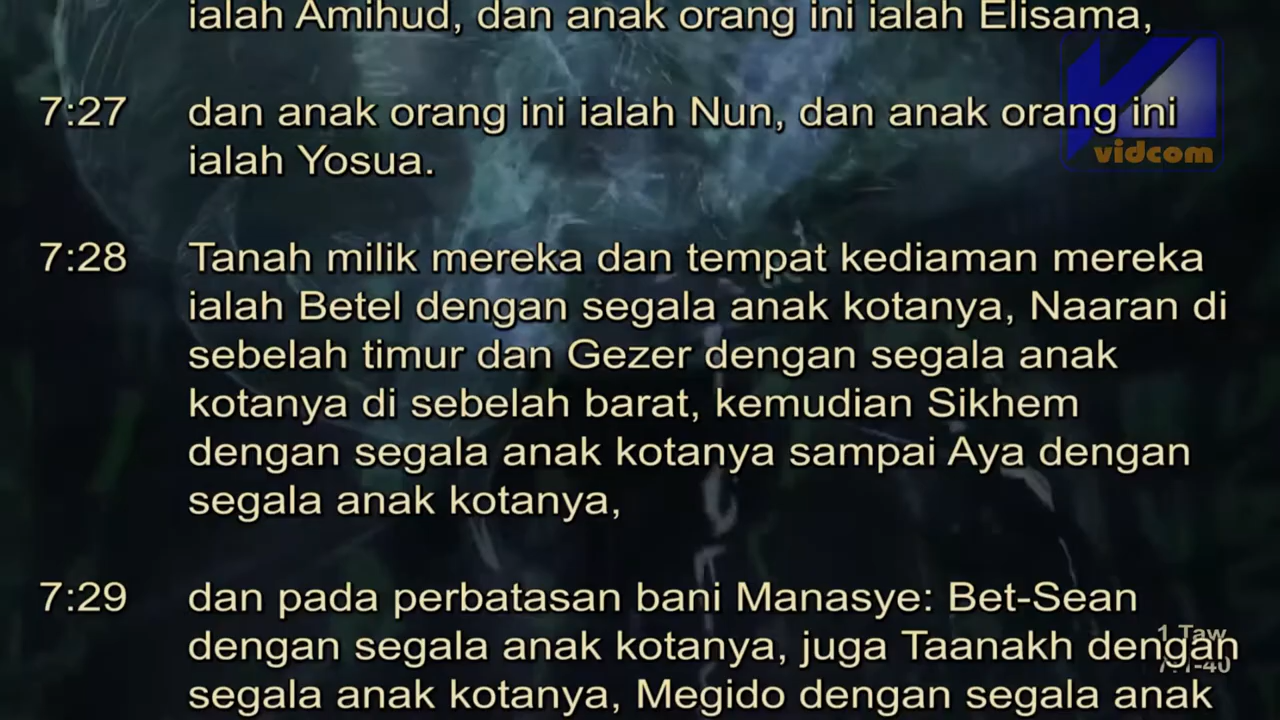 ialah Amihud, dan anak orang ini ialah Elisama,
7:27 dan anak orang ini ialah Nun, dan anak orang ini
ialah Yosua.
vidcom
7:28 Tanah milik mereka dan tempat kediaman mereka
ialah Betel dengan segala anak kotanya, Naaran di
sebelah timur dan Gezer dengan segala anak
kotanya di sebelah barat, kemudian Sikhem
dengan segala anak kotanya sampai Aya dengan
segala anak kotanya,
7:29 dan pada perbatasan bani Manasye: Bet-Sean
dengan segala anak kotanya, juga Taanakh dengan
segala anak kotanya, Megido dengan segala anak
1 Taw
7:1-40